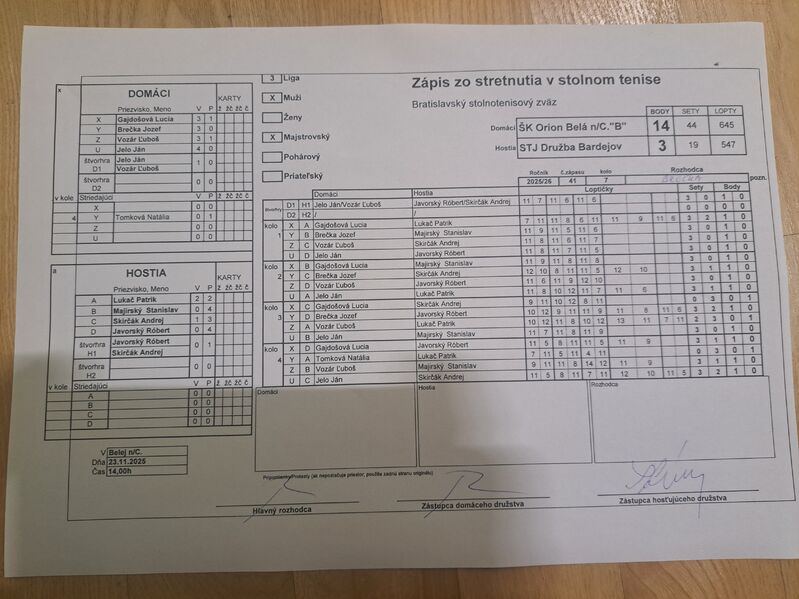 Zápis zo stretnutia v stolnom tenise
Bratislavský stolnotenisový zväz
3 Liga
X Muži
Ženy
X Majstrovský
Pohárový
Priateľský
BODY SETY LOPTY
Domáci ŠK Orion Belá n/C."B" 14 44 645
Hostia STJ Družba Bardejov 3 19 547
Ročník č.zápasu kolo Rozhodca
2025/26 41 7
x
DOMÁCI
Priezvisko, Meno V P KARTY
ž žč žč č
X Gajdošová Lucia 3 1
Y Brečka Jozef 3 0
Z Vozár Ľuboš 3 1
U Jelo Ján 4 0
štvorhra D1 Jelo Ján 1 0
Vozár Ľuboš
štvorhra D2 0 0
v kole Striedajúci
X 0 0
4 Y Tomková Natália 0 1
Z 0 0
U 0 0
a
HOSTIA
Priezvisko, Meno V P KARTY
ž žč žč č
A Lukač Patrik 2 2
B Majirský Stanislav 0 4
C Skirčák Andrej 1 3
D Javorský Róbert 0 4
štvorhra H1 Javorský Róbert 0 1
Skirčák Andrej
štvorhra H2 0 0
v kole Striedajúci
A 0 0
B 0 0
C 0 0
D 0 0
V Belej n/C.
Dňa 23.11.2025
Čas 14,00h
Domáci Hostia Loptičky Sety Body pozn.
D1 H1 Jelo Ján/Vozár Ľuboš Javorský Róbert/Skirčák Andrej 11 7 11 6 11 6 3 0 1 0
D2 H2 / / 0 0 0 0
kolo 1
X A Gajdošová Lucia Lukač Patrik 7 11 11 8 6 11 11 9 11 6 3 2 1 0
Y B Brečka Jozef Majirský Stanislav 11 9 11 5 11 6 3 0 1 0
Z C Vozár Ľuboš Skirčák Andrej 11 8 11 6 11 7 3 0 1 0
U D Jelo Ján Javorský Róbert 11 9 11 7 11 5 3 0 1 0
kolo 2
X B Gajdošová Lucia Majirský Stanislav 11 9 11 8 11 8 3 0 1 0
Y C Brečka Jozef Skirčák Andrej 12 10 8 11 11 5 12 10 3 1 1 0
Z D Vozár Ľuboš Javorský Róbert 11 6 11 9 12 10 3 0 1 0
U A Jelo Ján Lukač Patrik 11 8 10 12 11 7 11 6 3 1 1 0
kolo 3
X C Gajdošová Lucia Skirčák Andrej 9 11 10 12 8 11 0 3 0 1
Y D Brečka Jozef Javorský Róbert 10 12 9 11 11 9 11 8 11 6 3 2 1 0
Z A Vozár Ľuboš Lukač Patrik 11 5 8 11 10 12 13 11 7 11 2 3 0 1
U B Jelo Ján Majirský Stanislav 11 9 11 8 11 7 3 0 1 0
kolo 4
X D Gajdošová Lucia Javorský Róbert 11 5 8 11 11 5 11 9 3 1 1 0
Y A Tomková Natália Lukač Patrik 7 11 5 11 4 11 0 3 0 1
Z B Vozár Ľuboš Majirský Stanislav 9 11 11 8 14 12 11 9 3 1 1 0
U C Jelo Ján Skirčák Andrej 11 5 8 11 7 11 12 10 11 5 3 2 1 0
Domáci Hostia Rozhodca
Pripomienky/Protesty (ak nepostačuje priestor, použite zadnú stranu originálu)
Hlavný rozhodca
Zástupca domáceho družstva
Zástupca hosťujúceho družstva